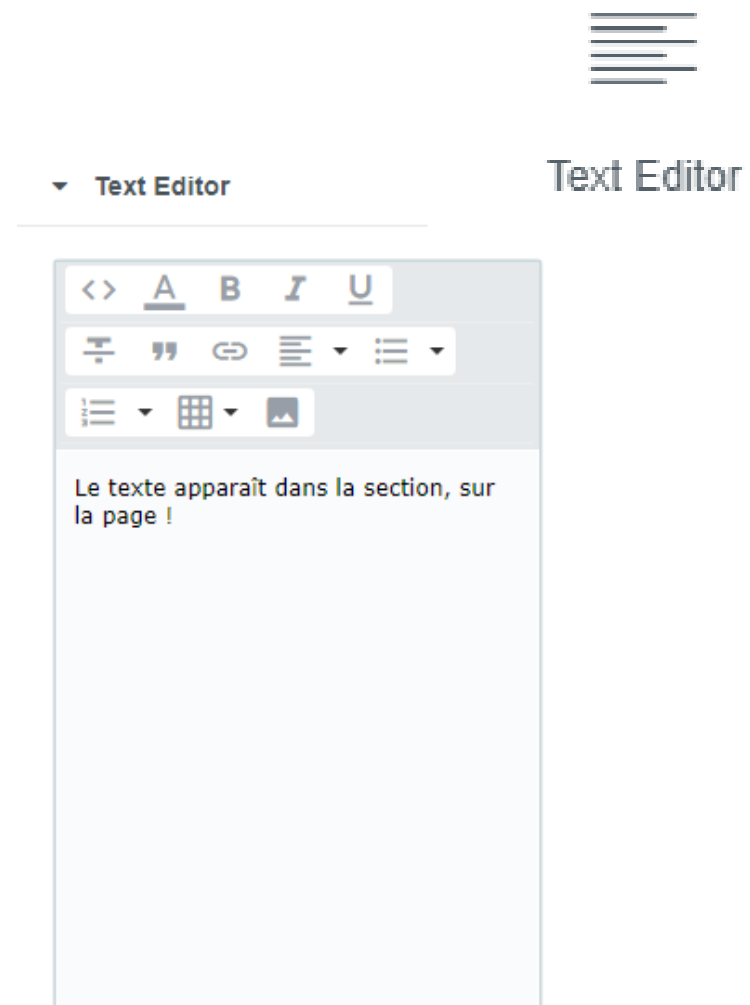 Text Editor
Text Editor
<> A B I U
Le texte apparaît dans la section, sur
la page !